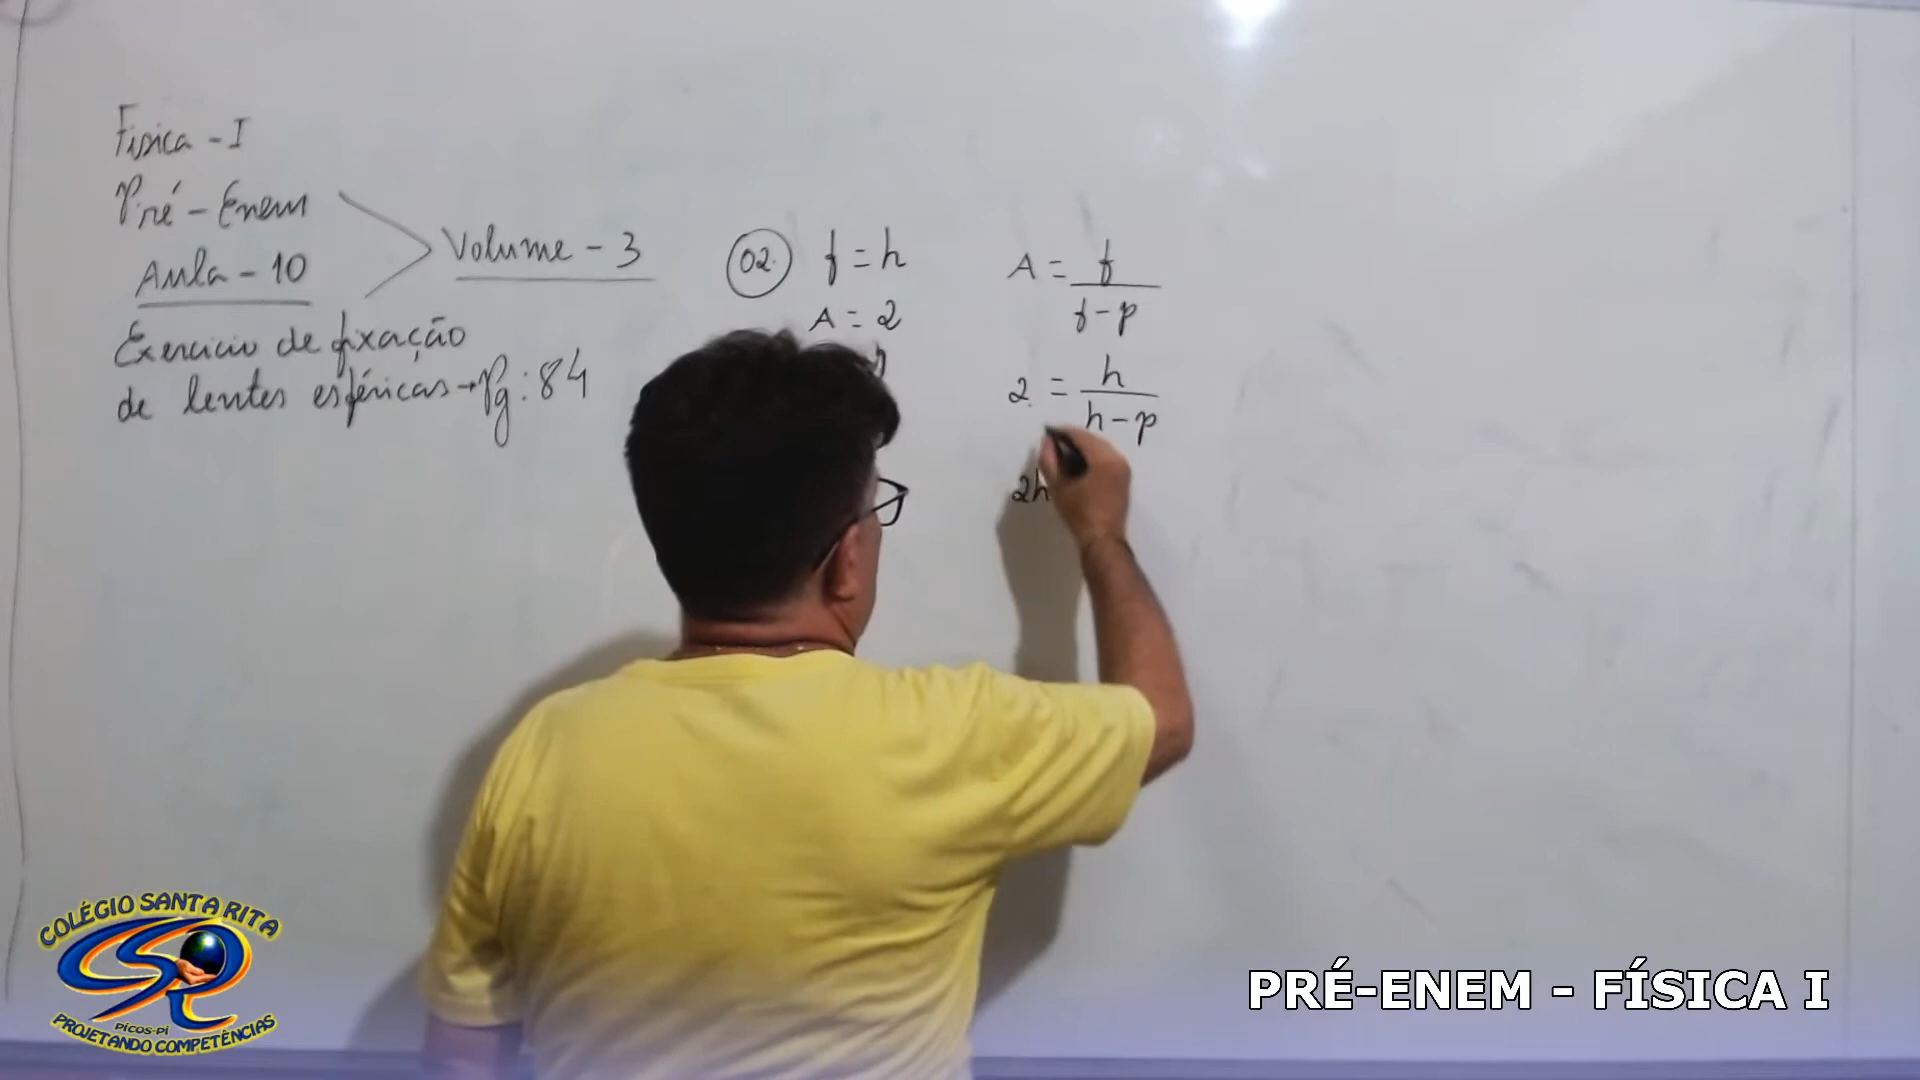 Física - I
Pré - Enem
Aula - 10
Volume - 3
Exercicio de fixação
de lentes esféricas → Pg: 84
02. f = h
A = 2
A = f / f - p
2 = h / h - p
2h
COLÉGIO SANTA RITA
PICOS-PI
PROJETANDO COMPETÊNCIAS
PRÉ-ENEM - FÍSICA I